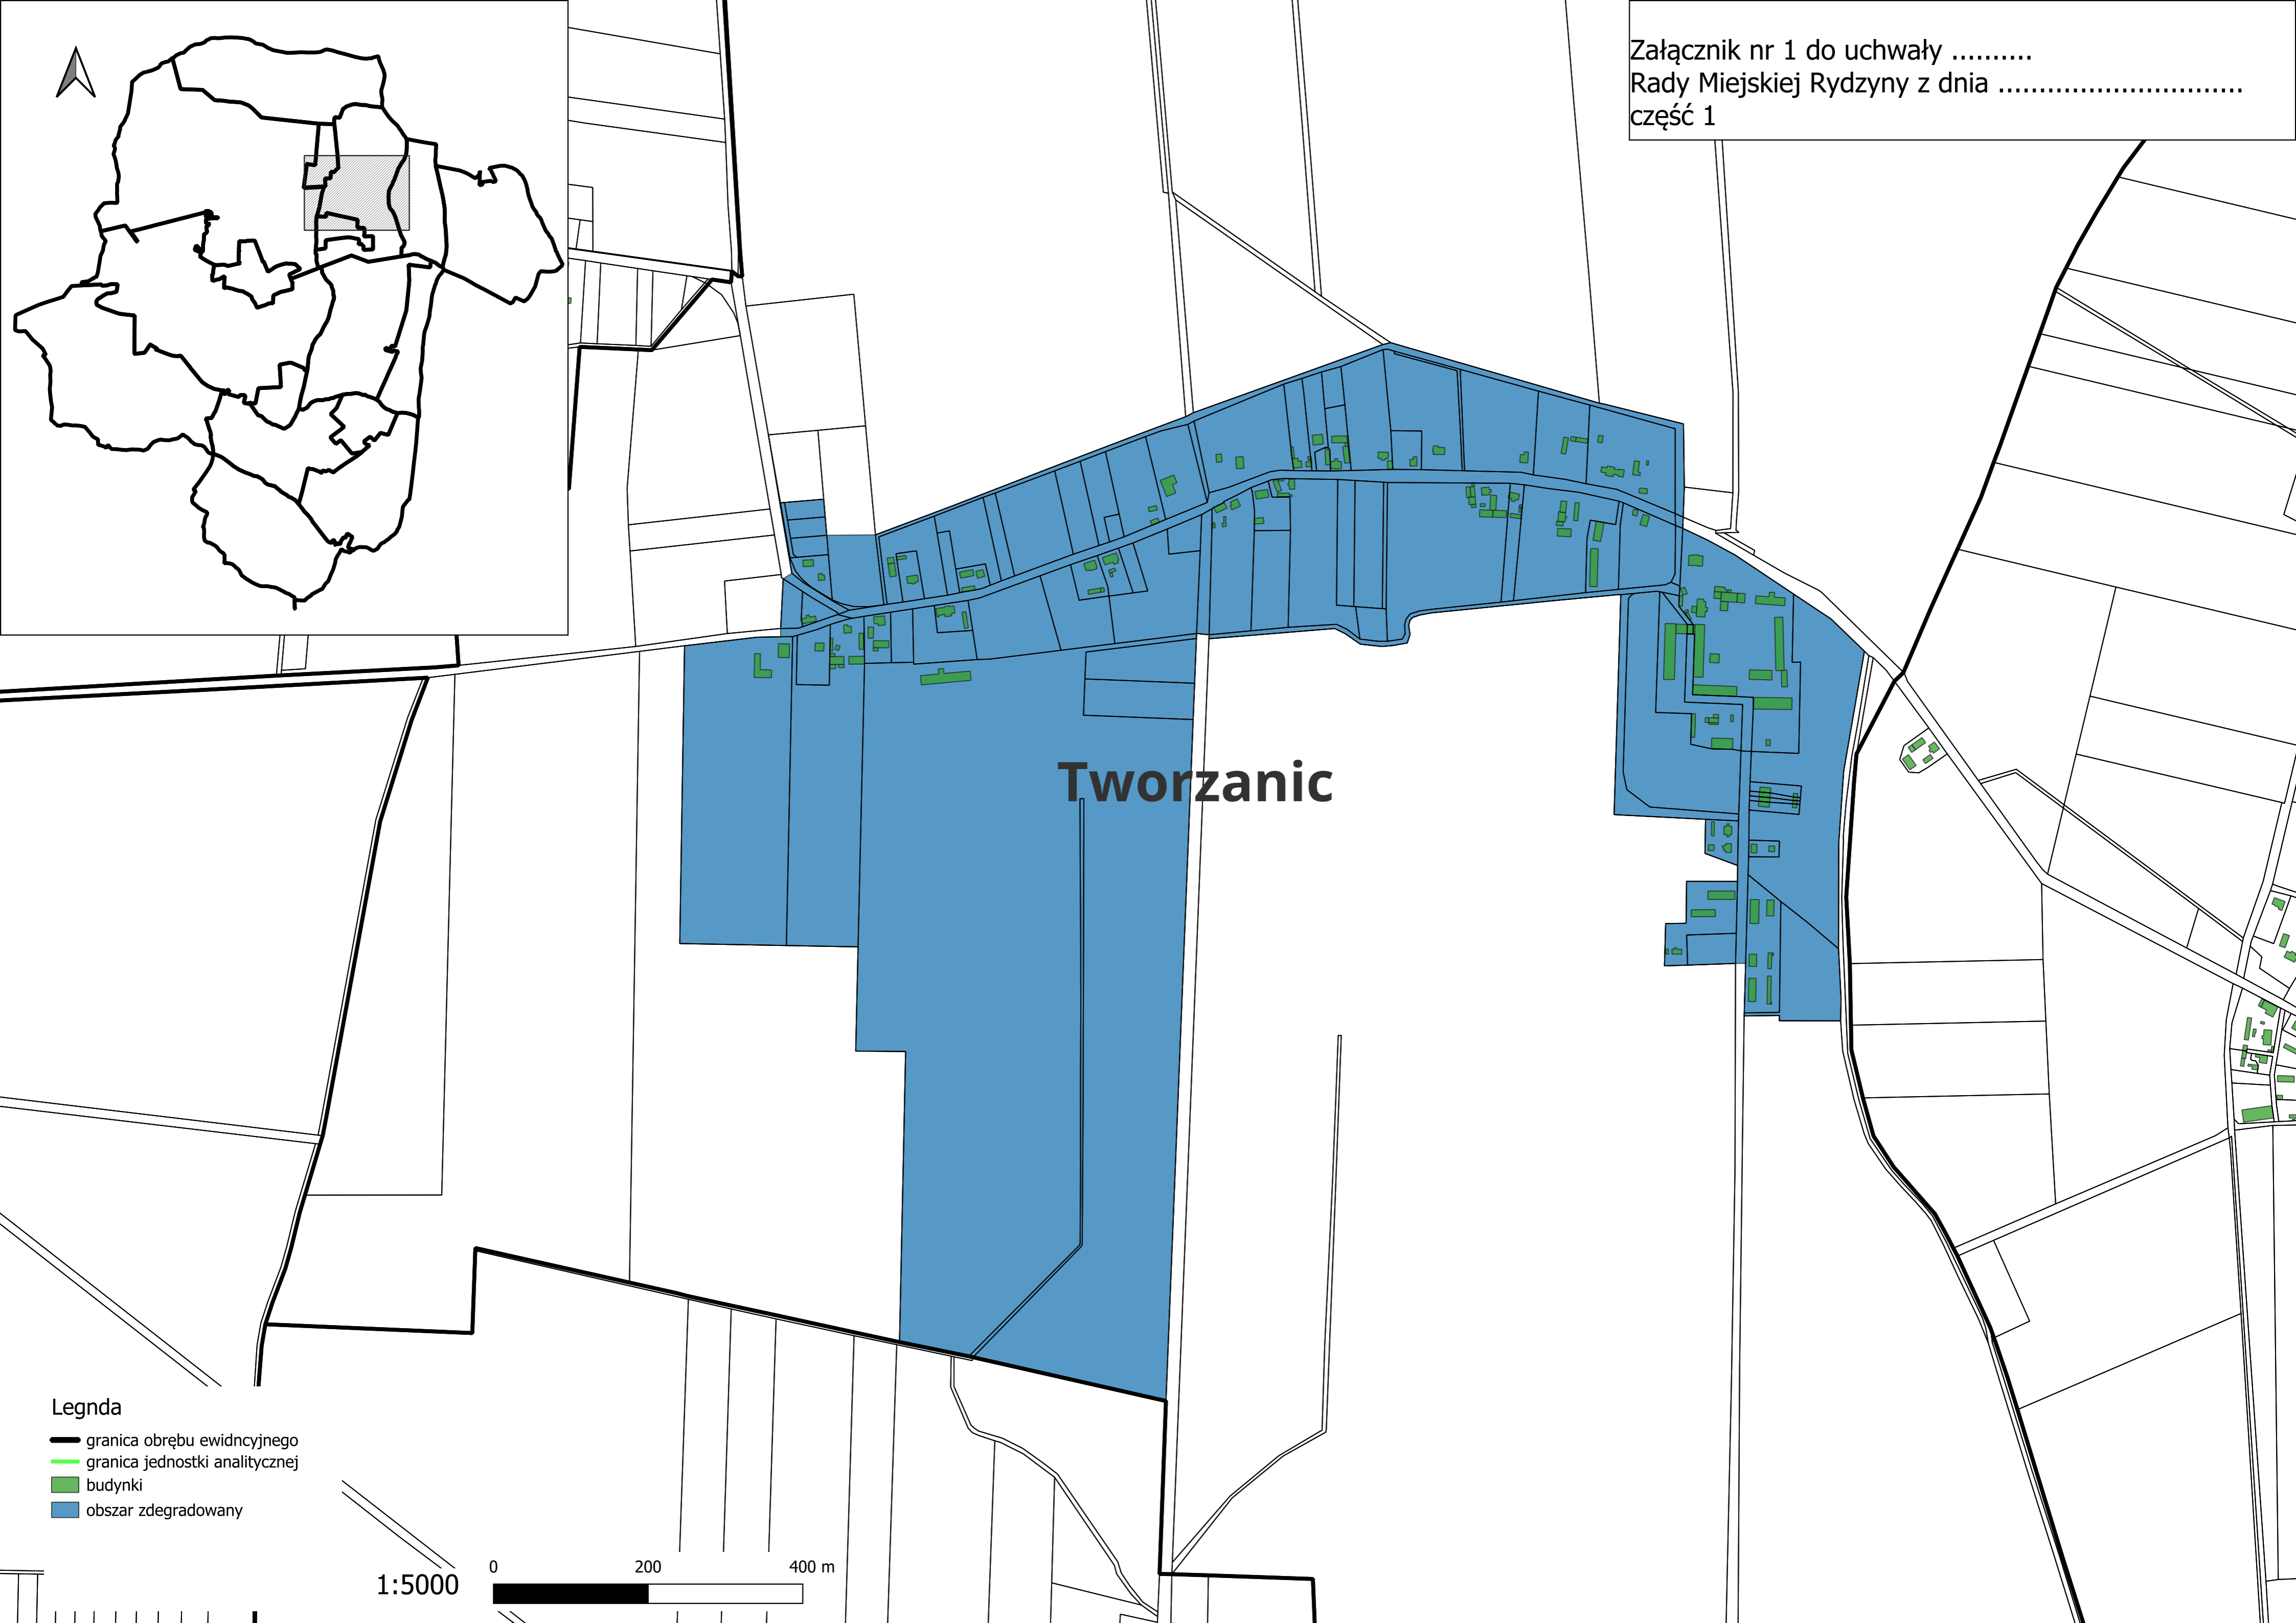 Załącznik nr 1 do uchwały ..........
Rady Miejskiej Rydzyny z dnia ..............................
część 1
Tworzanic
Legnda
granica obrębu ewidncyjnego
granica jednostki analitycznej
budynki
obszar zdegradowany
1:5000
0 200 400 m